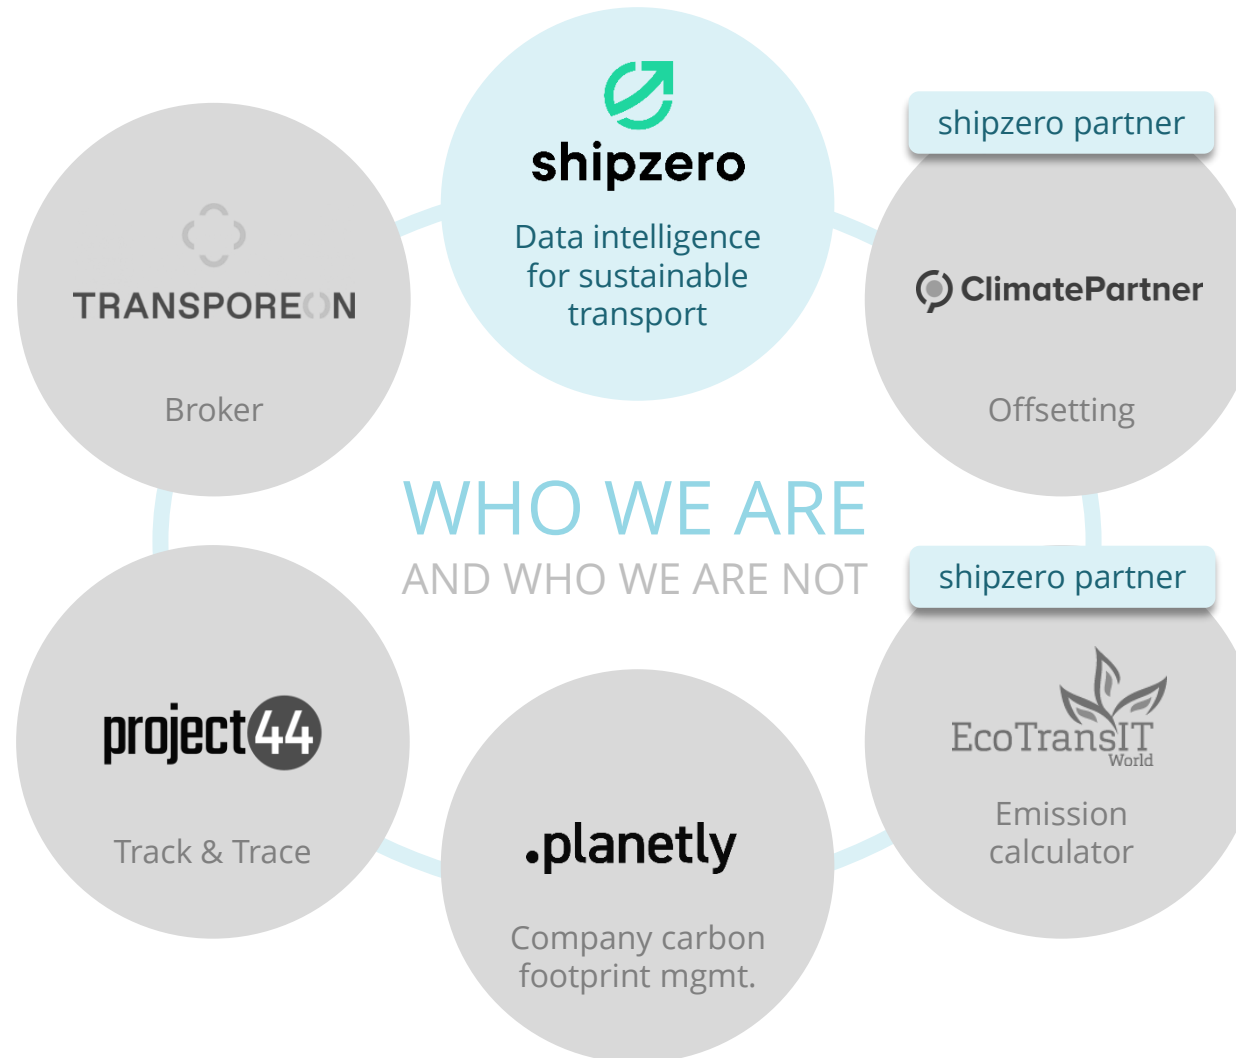 shipzero
Data intelligence
for sustainable
transport
shipzero partner
ClimatePartner
Offsetting
TRANSPOREON
Broker
WHO WE ARE
AND WHO WE ARE NOT
shipzero partner
EcoTransIT
World
Emission
calculator
project44
Track & Trace
.planetly
Company carbon
footprint mgmt.